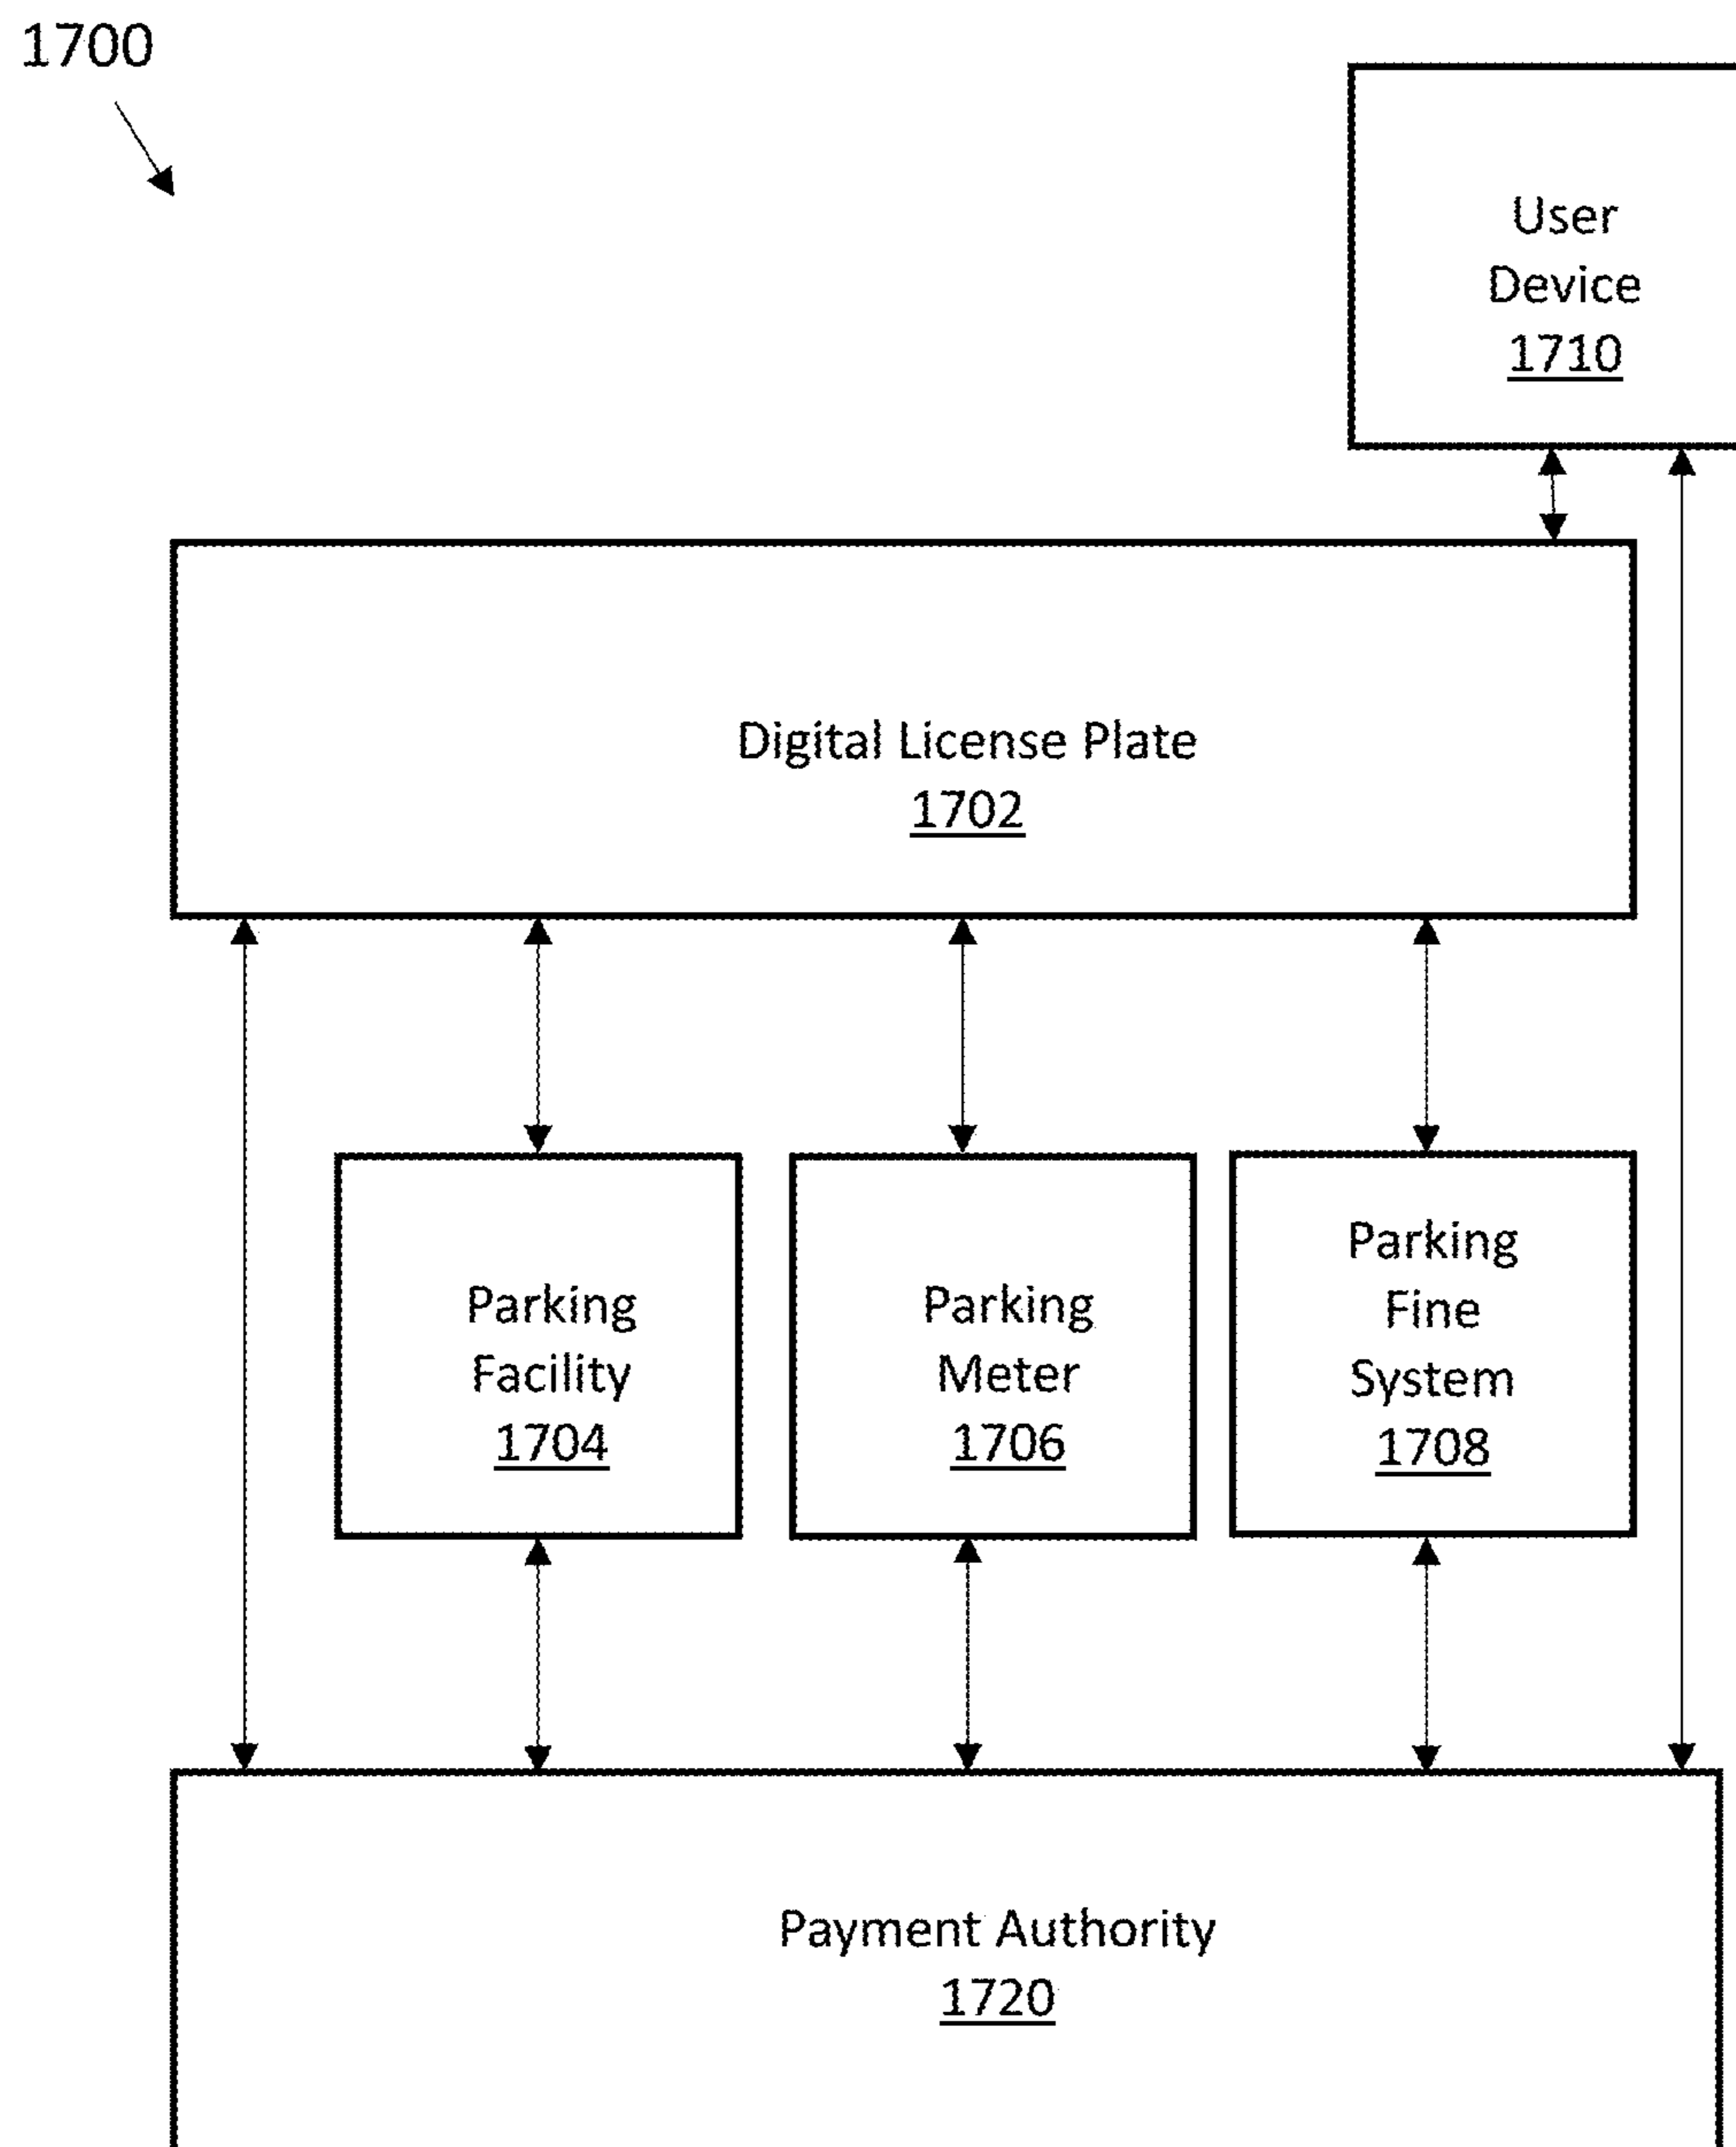 1700
User
Device
1710
Digital License Plate
1702
Parking
Facility
1704
Parking
Meter
1706
Parking
Fine
System
1708
Payment Authority
1720